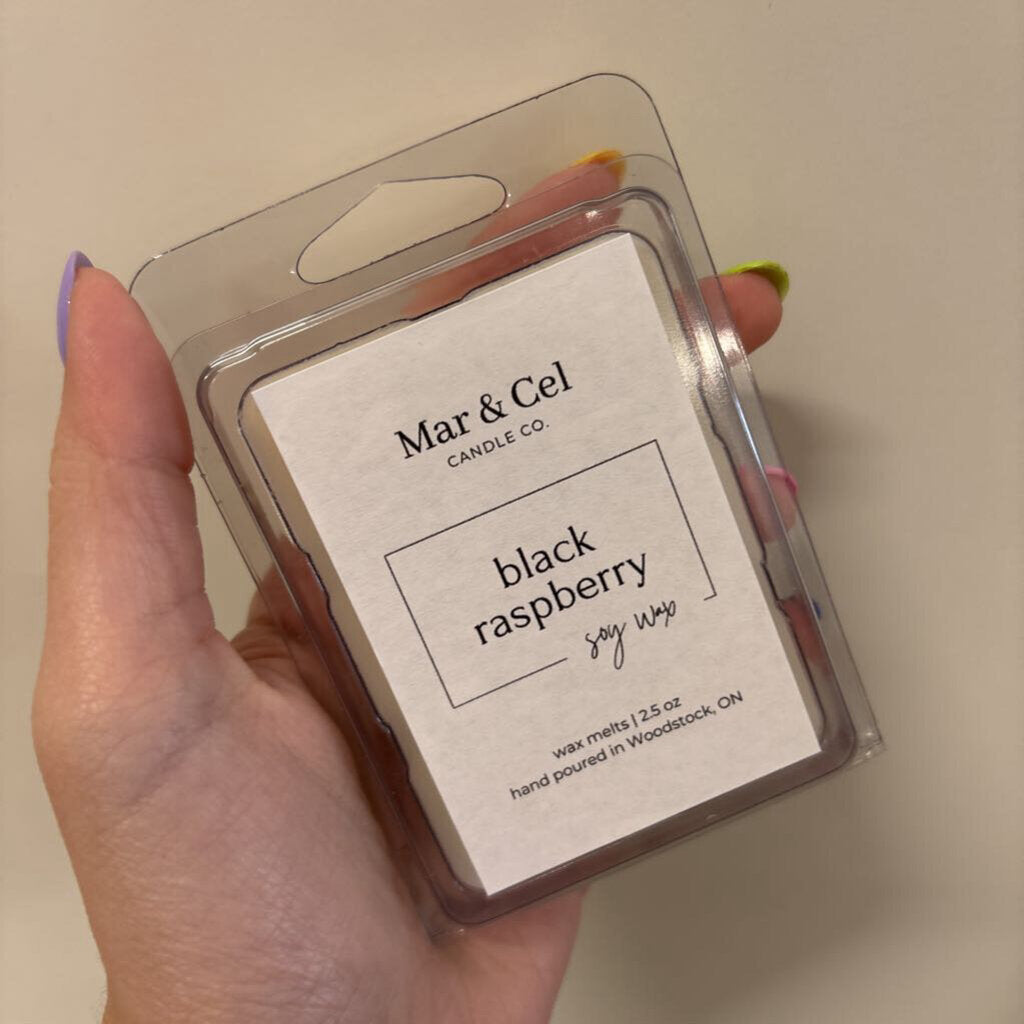 Mar & Cel
CANDLE CO.
black
raspberry
soy wax
wax melts | 2.5 oz
hand poured in Woodstock, ON